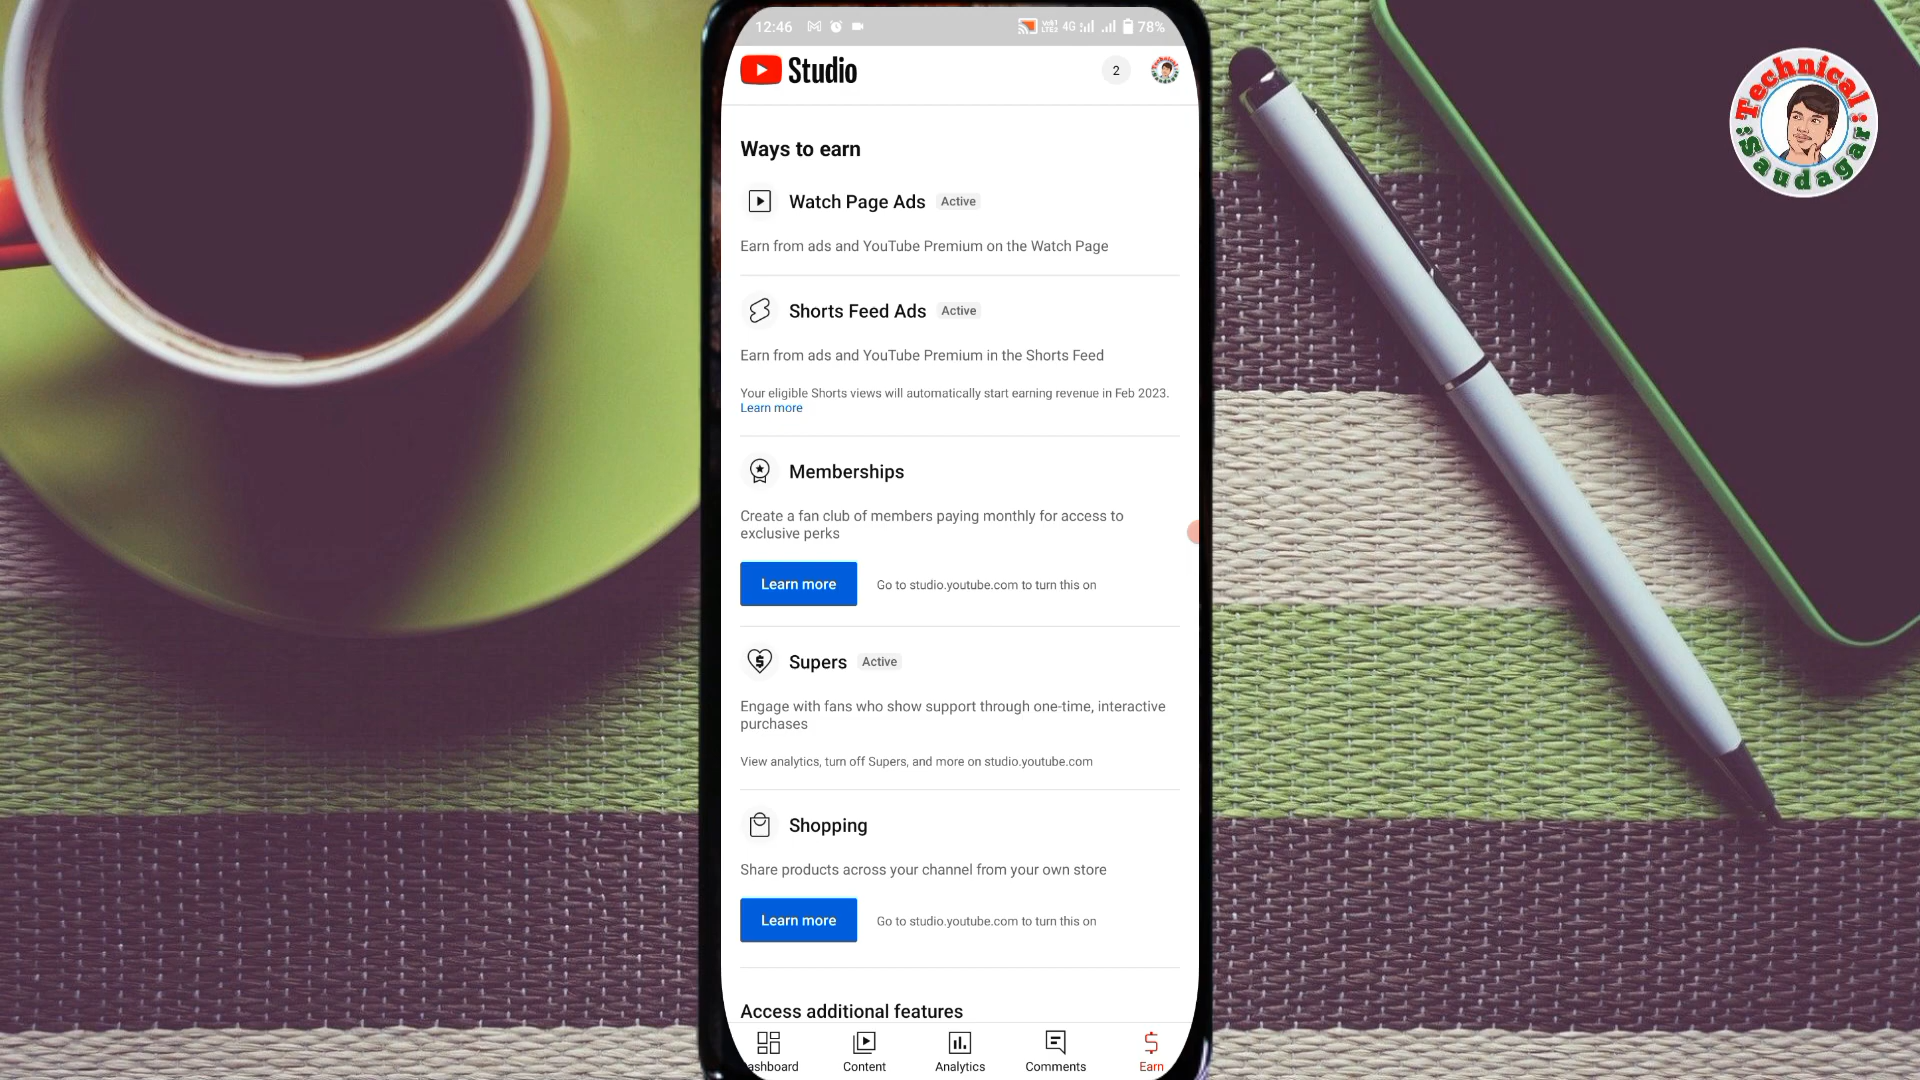 12:46 4G 78%
Studio
2
Ways to earn
Watch Page Ads Active
Earn from ads and YouTube Premium on the Watch Page
Shorts Feed Ads Active
Earn from ads and YouTube Premium in the Shorts Feed
Your eligible Shorts views will automatically start earning revenue in Feb 2023.
Learn more
Memberships
Create a fan club of members paying monthly for access to
exclusive perks
Learn more Go to studio.youtube.com to turn this on
Supers Active
Engage with fans who show support through one-time, interactive
purchases
View analytics, turn off Supers, and more on studio.youtube.com
Shopping
Share products across your channel from your own store
Learn more Go to studio.youtube.com to turn this on
Access additional features
ashboard Content Analytics Comments Earn
Technical
Saudagar